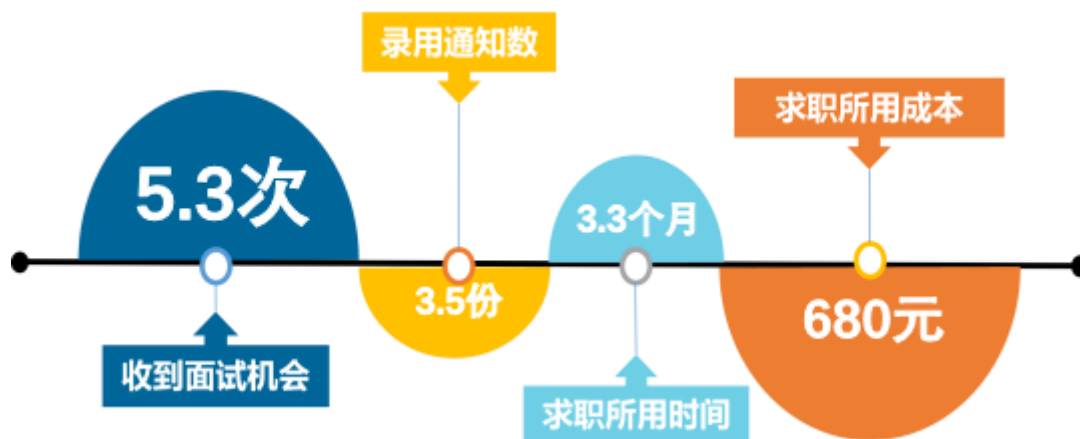 录用通知数
求职所用成本
5.3次
3.3个月
3.5份
680元
收到面试机会
求职所用时间